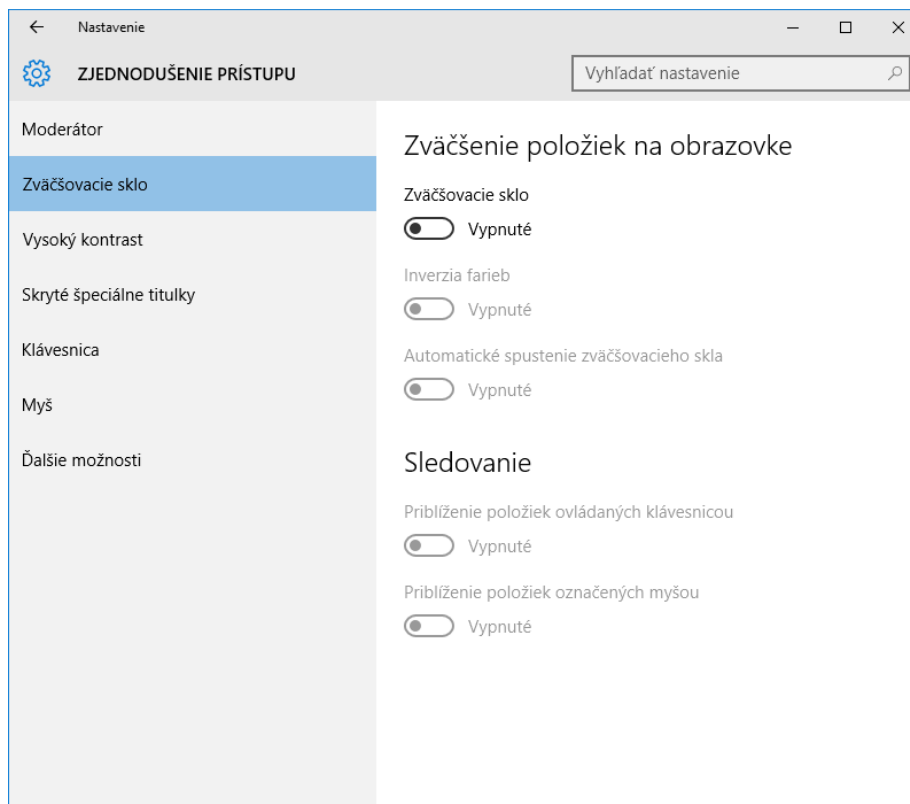 Nastavenie
ZJEDNODUŠENIE PRÍSTUPU
Vyhľadať nastavenie
Moderátor
Zväčšovacie sklo
Vysoký kontrast
Skryté špeciálne titulky
Klávesnica
Myš
Ďalšie možnosti
Zväčšenie položiek na obrazovke
Zväčšovacie sklo
Vypnuté
Inverzia farieb
Vypnuté
Automatické spustenie zväčšovacieho skla
Vypnuté
Sledovanie
Priblíženie položiek ovládaných klávesnicou
Vypnuté
Priblíženie položiek označených myšou
Vypnuté